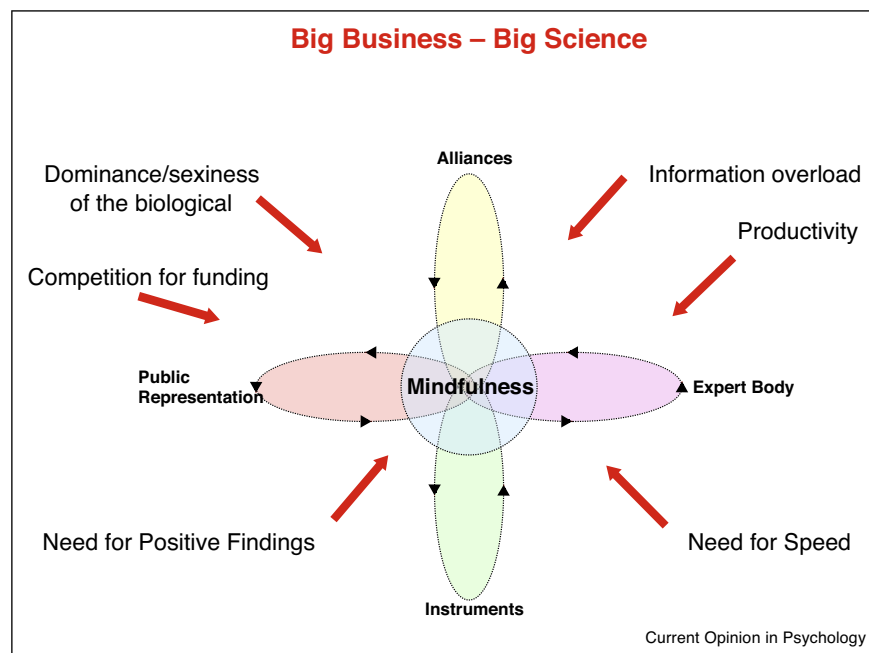 Big Business – Big Science
Alliances
Dominance/sexiness
of the biological
Information overload
Productivity
Competition for funding
Public
Representation
Mindfulness
Expert Body
Need for Positive Findings
Need for Speed
Instruments
Current Opinion in Psychology